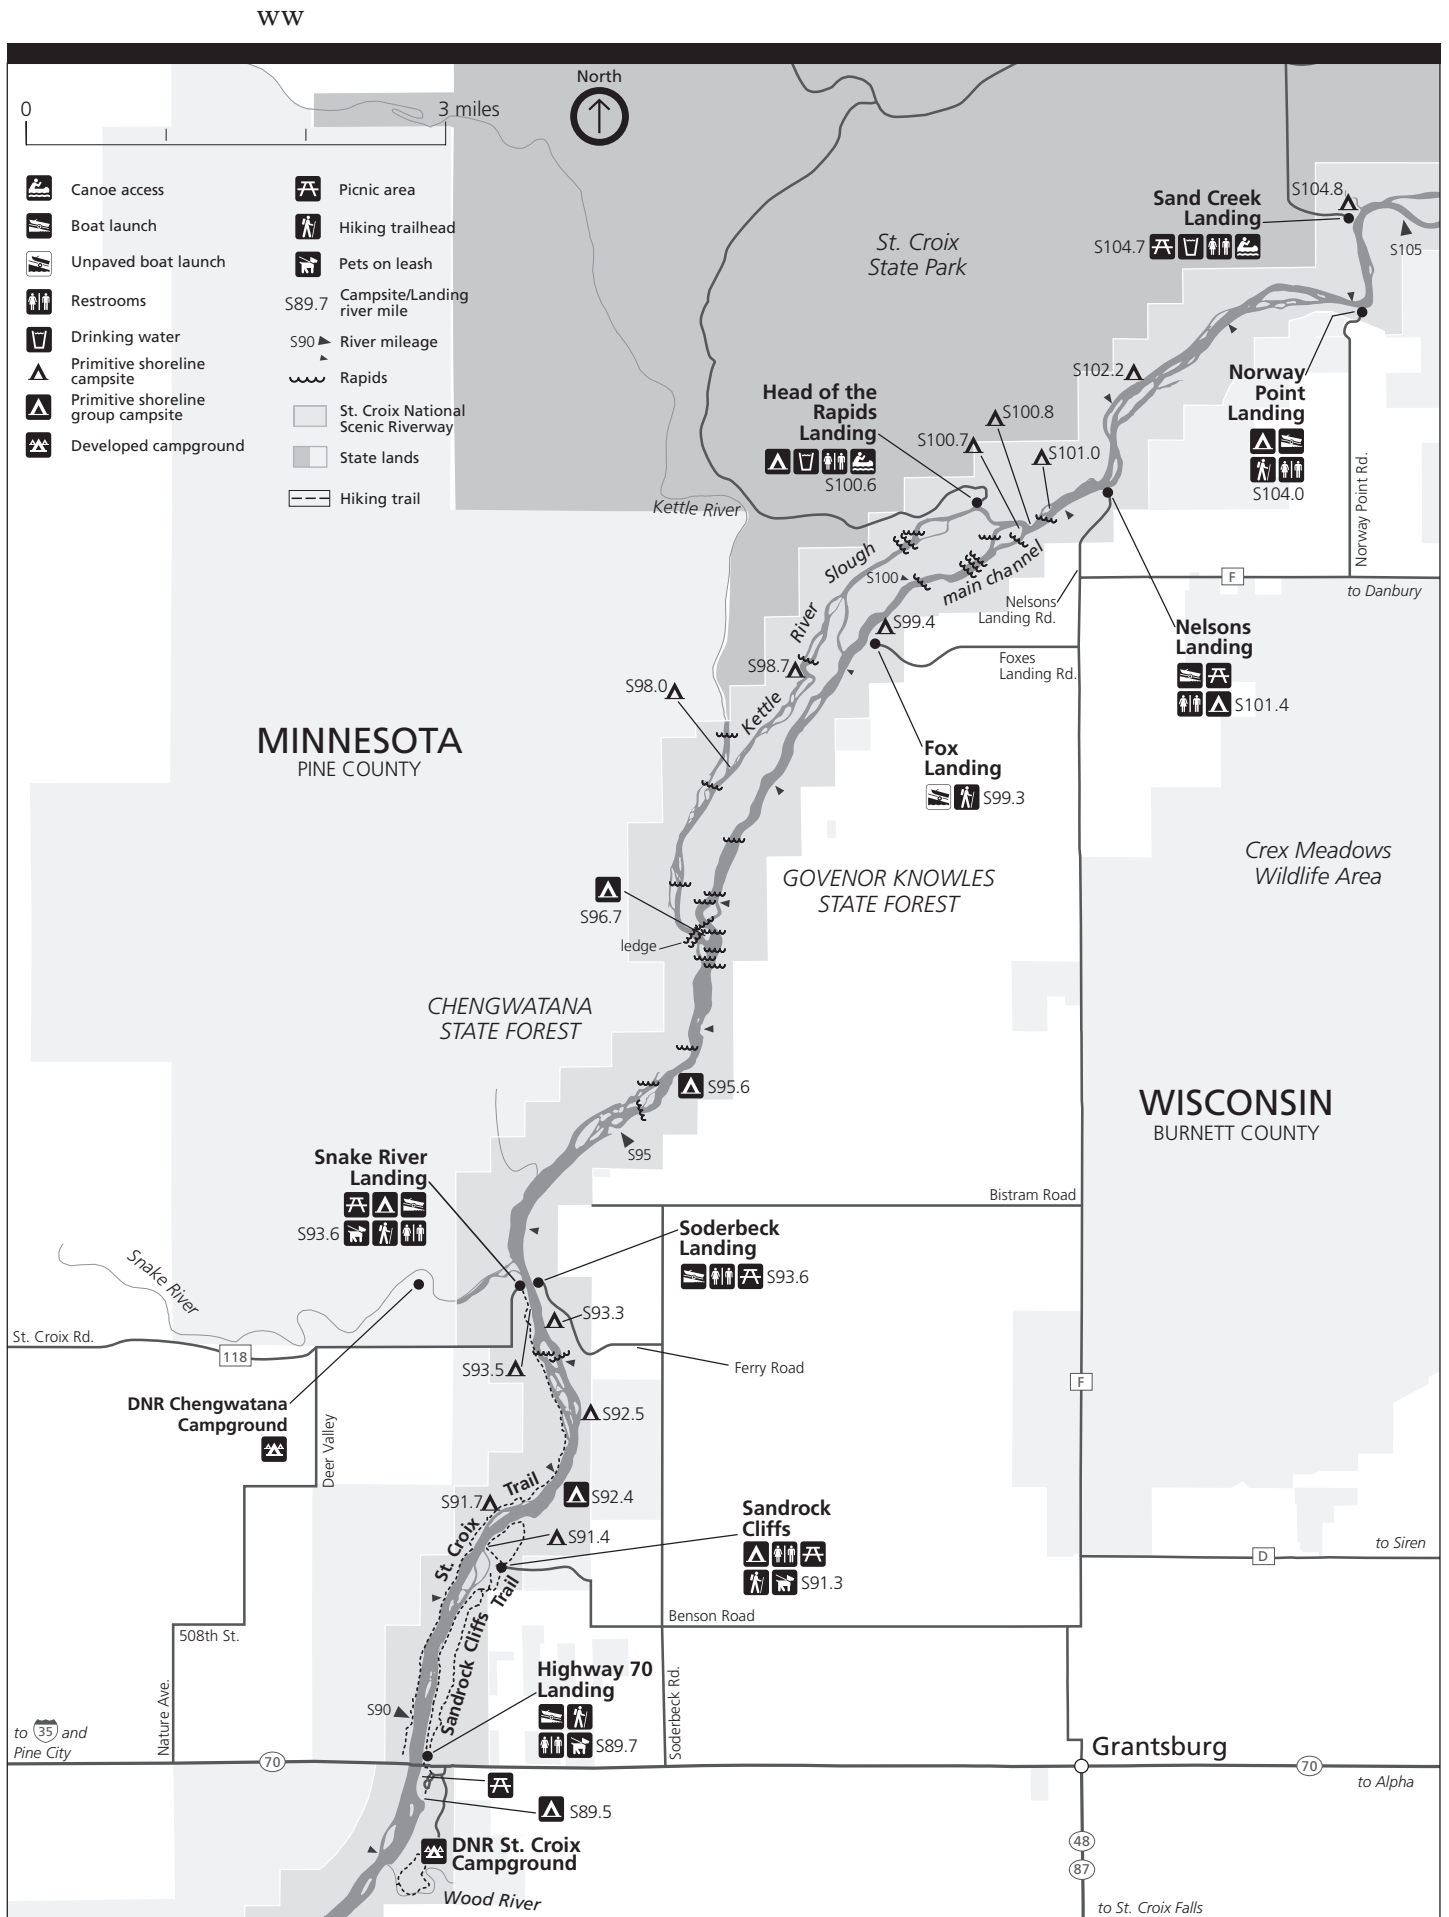 ww
North
0
3 miles
Canoe access
Boat launch
Unpaved boat launch
Restrooms
Drinking water
Primitive shoreline
campsite
Primitive shoreline
group campsite
Developed campground
Picnic area
Hiking trailhead
Pets on leash
S89.7
Campsite/Landing
river mile
S90
River mileage
Rapids
St. Croix National
Scenic Riverway
State lands
Hiking trail
St. Croix
State Park
Sand Creek
Landing
S104.7
S104.8
S105
S102.2
Norway
Point
Landing
S104.0
Norway Point Rd.
Head of the
Rapids
Landing
S100.6
S100.7
S100.8
S101.0
Kettle River
Kettle
River
Slough
S100
main channel
Nelsons
Landing Rd.
F
to Danbury
Nelsons
Landing
S101.4
S99.4
Foxes
Landing Rd.
S98.7
S98.0
Fox
Landing
S99.3
MINNESOTA
PINE COUNTY
GOVENOR KNOWLES
STATE FOREST
Crex Meadows
Wildlife Area
S96.7
ledge
CHENGWATANA
STATE FOREST
S95.6
S95
WISCONSIN
BURNETT COUNTY
Snake River
Landing
S93.6
Bistram Road
Soderbeck
Landing
S93.6
Snake River
S93.3
St. Croix Rd.
118
S93.5
Ferry Road
F
DNR Chengwatana
Campground
Deer Valley
S92.5
St. Croix
Trail
S91.7
S92.4
S91.4
Sandrock
Cliffs
S91.3
to Siren
D
Sandrock Cliffs
Trail
Benson Road
508th St.
Nature Ave.
Highway 70
Landing
S89.7
Soderbeck Rd.
S90
to 35 and
Pine City
70
Grantsburg
70
to Alpha
S89.5
DNR St. Croix
Campground
Wood River
48
87
to St. Croix Falls